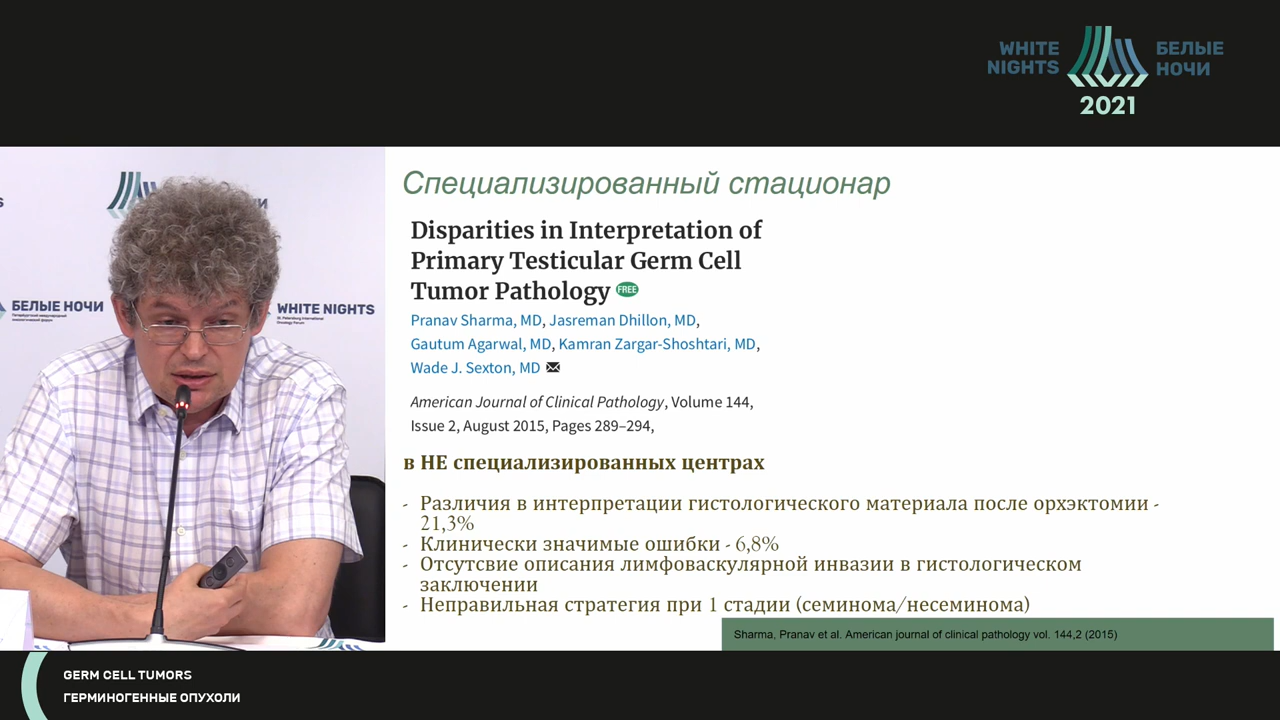 WHITE
NIGHTS
БЕЛЫЕ
НОЧИ
2021
Специализированный стационар
Disparities in Interpretation of
Primary Testicular Germ Cell
Tumor Pathology FREE
Pranav Sharma, MD, Jasreman Dhillon, MD,
Gautum Agarwal, MD, Kamran Zargar-Shoshtari, MD,
Wade J. Sexton, MD
American Journal of Clinical Pathology, Volume 144,
Issue 2, August 2015, Pages 289–294,
в НЕ специализированных центрах
- Различия в интерпретации гистологического материала после орхэктомии -
21,3%
- Клинически значимые ошибки - 6,8%
- Отсутсвие описания лимфоваскулярной инвазии в гистологическом
заключении
- Неправильная стратегия при 1 стадии (семинома/несеминома)
Sharma, Pranav et al. American journal of clinical pathology vol. 144,2 (2015)
БЕЛЫЕ НОЧИ
WHITE NIGHTS
GERM CELL TUMORS
ГЕРМИНОГЕННЫЕ ОПУХОЛИ